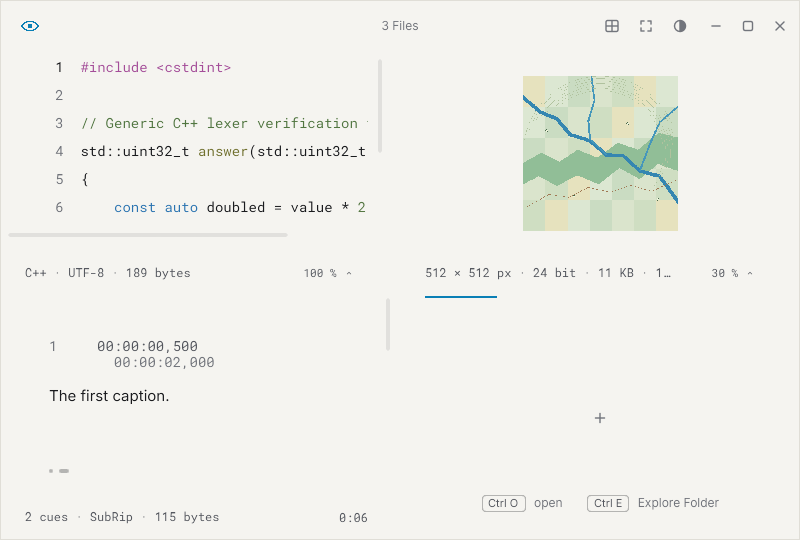 3 Files
1 #include <cstdint>
2
3 // Generic C++ lexer verification
4 std::uint32_t answer(std::uint32_t
5 {
6 const auto doubled = value * 2
C++ · UTF-8 · 189 bytes 100 %
512 × 512 px · 24 bit · 11 KB · 1… 30 %
1 00:00:00,500
00:00:02,000
The first caption.
Ctrl O open Ctrl E Explore Folder
2 cues · SubRip · 115 bytes 0:06